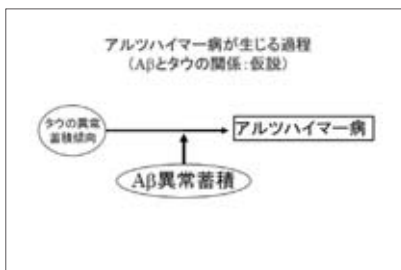 アルツハイマー病が生じる過程
(Aβとタウの関係:仮説)
タウの異常
蓄積傾向
アルツハイマー病
Aβ異常蓄積